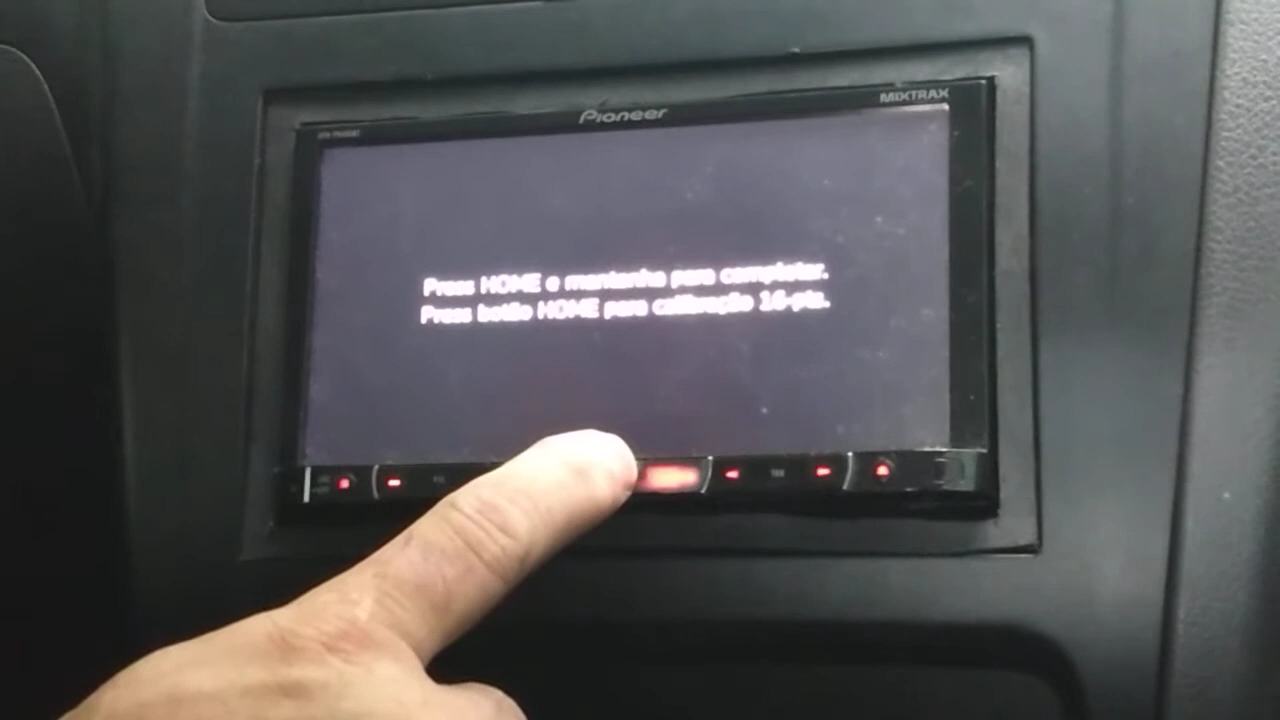 Pioneer
MIXTRAX
Press HOME e mantenha para completar.
Press botão HOME para calibração 16-pts.